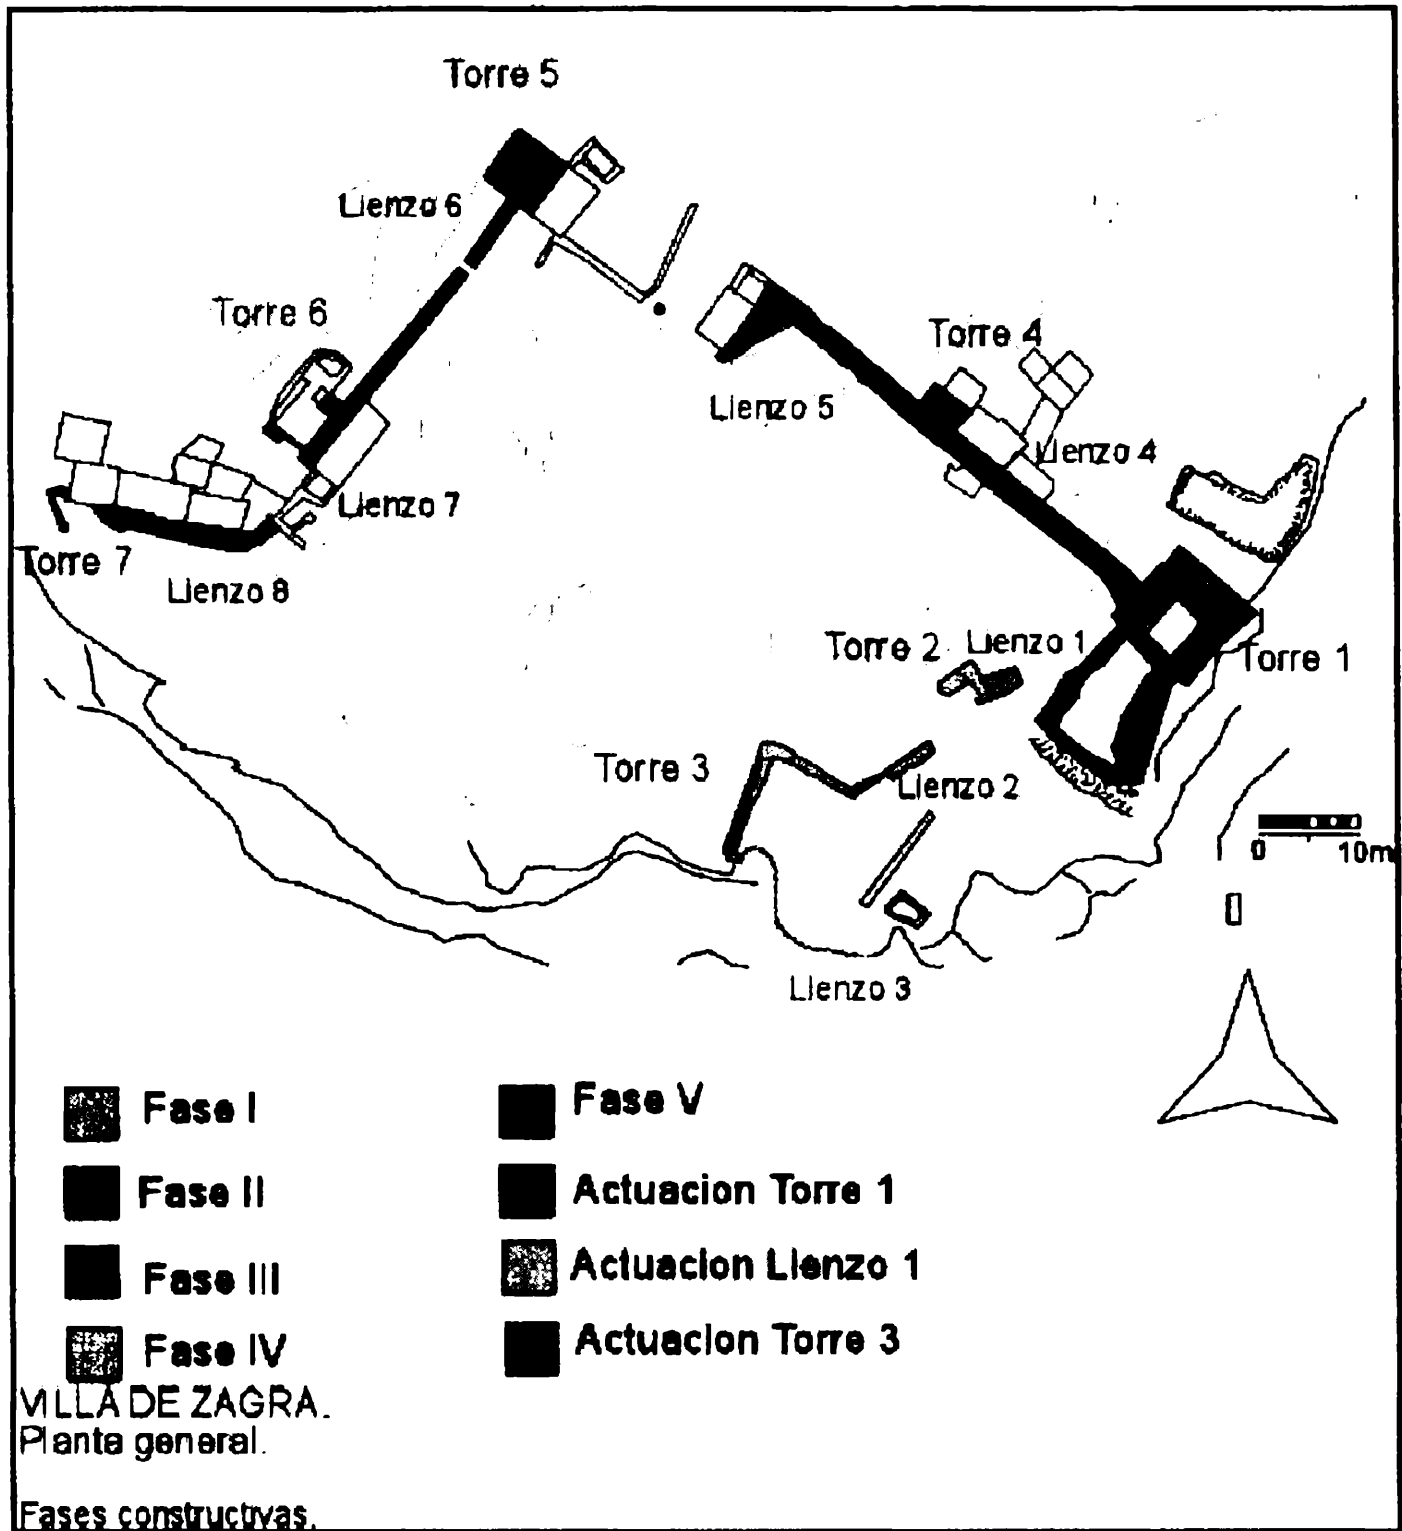 Torre 5
Lienzo 6
Torre 6
Torre 4
Lienzo 5
Lienzo 4
Lienzo 7
Torre 7
Lienzo 8
Torre 2
Lienzo 1
Torre 1
Torre 3
Lienzo 2
0 10m
Lienzo 3
Fase I
Fase II
Fase III
Fase IV
Fase V
Actuacion Torre 1
Actuacion Lienzo 1
Actuacion Torre 3
VILLA DE ZAGRA.
Planta general.
Fases constructivas.